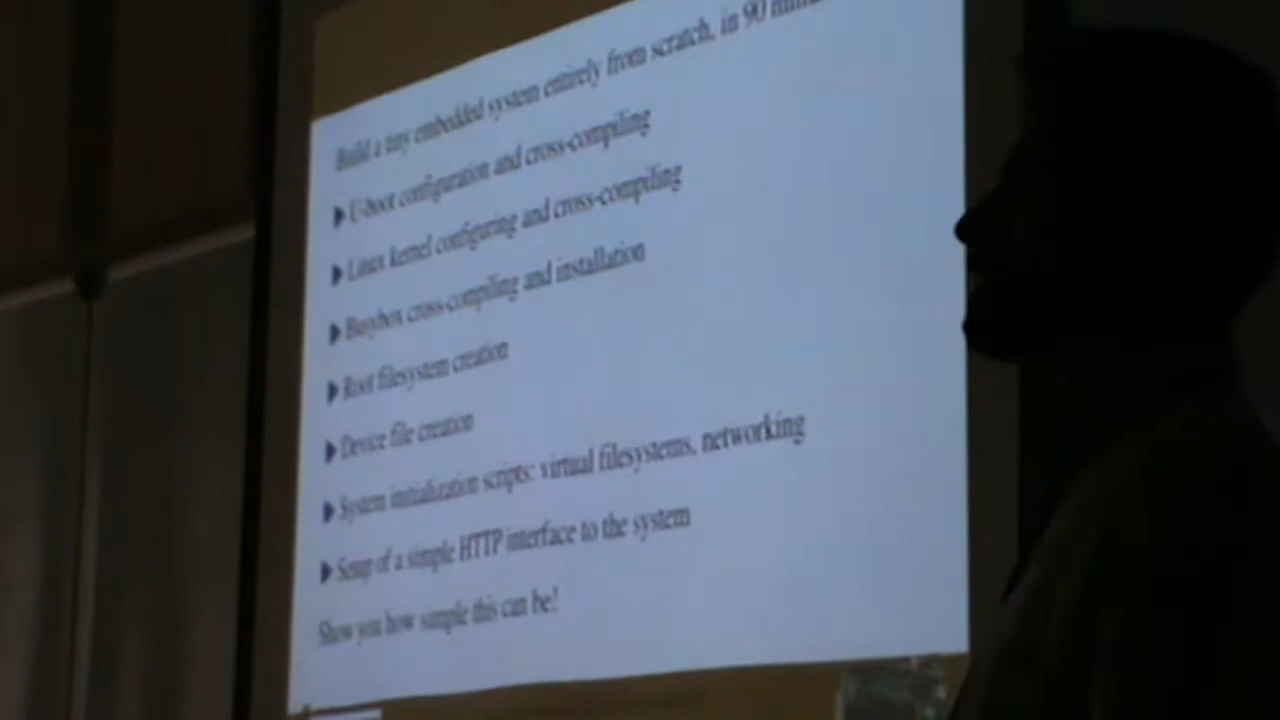 Build a tiny embedded system entirely from scratch, in 90
U-boot configuration and cross-compiling
Linux kernel configuring and cross-compiling
Busybox cross-compiling and installation
Root filesystem creation
Device file creation
System initialization scripts: virtual filesystems, networking
Setup of a simple HTTP interface to the system
Show you how simple this can be!